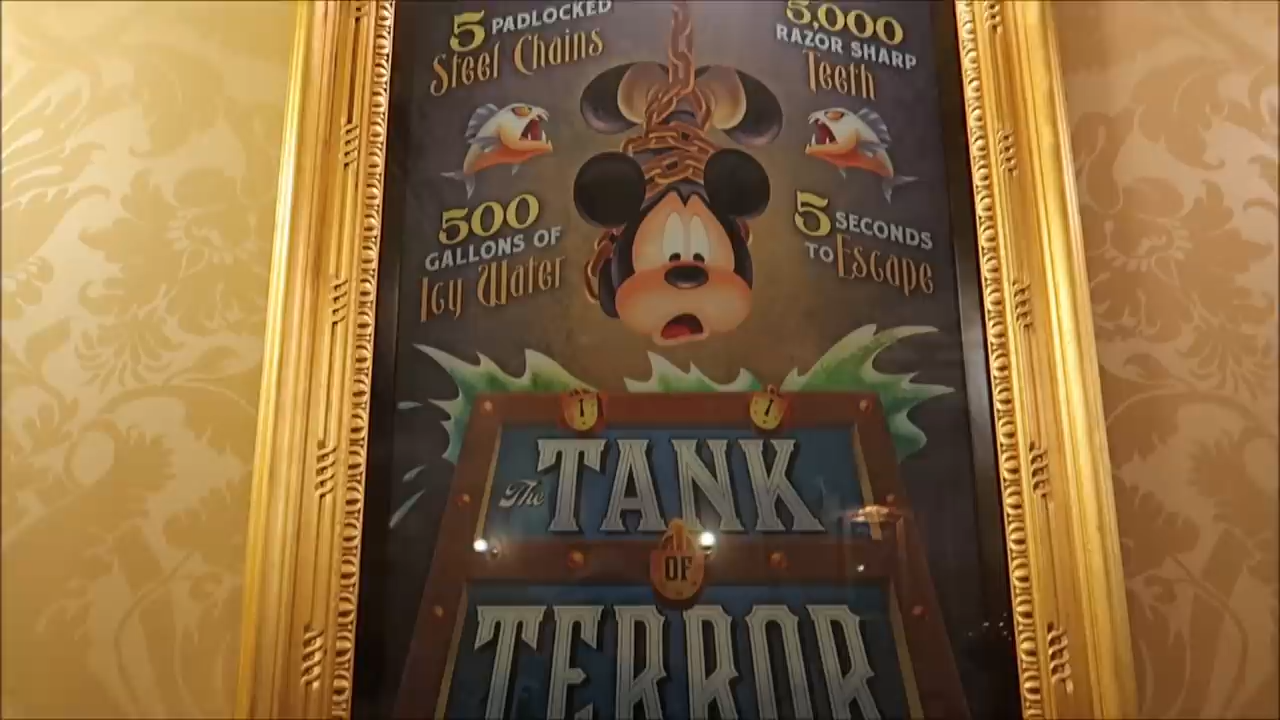 5 PADLOCKED
Steel Chains
5,000
RAZOR SHARP
Teeth
500
GALLONS OF
Icy Water
5 SECONDS
TO Escape
The TANK
OF
TERROR